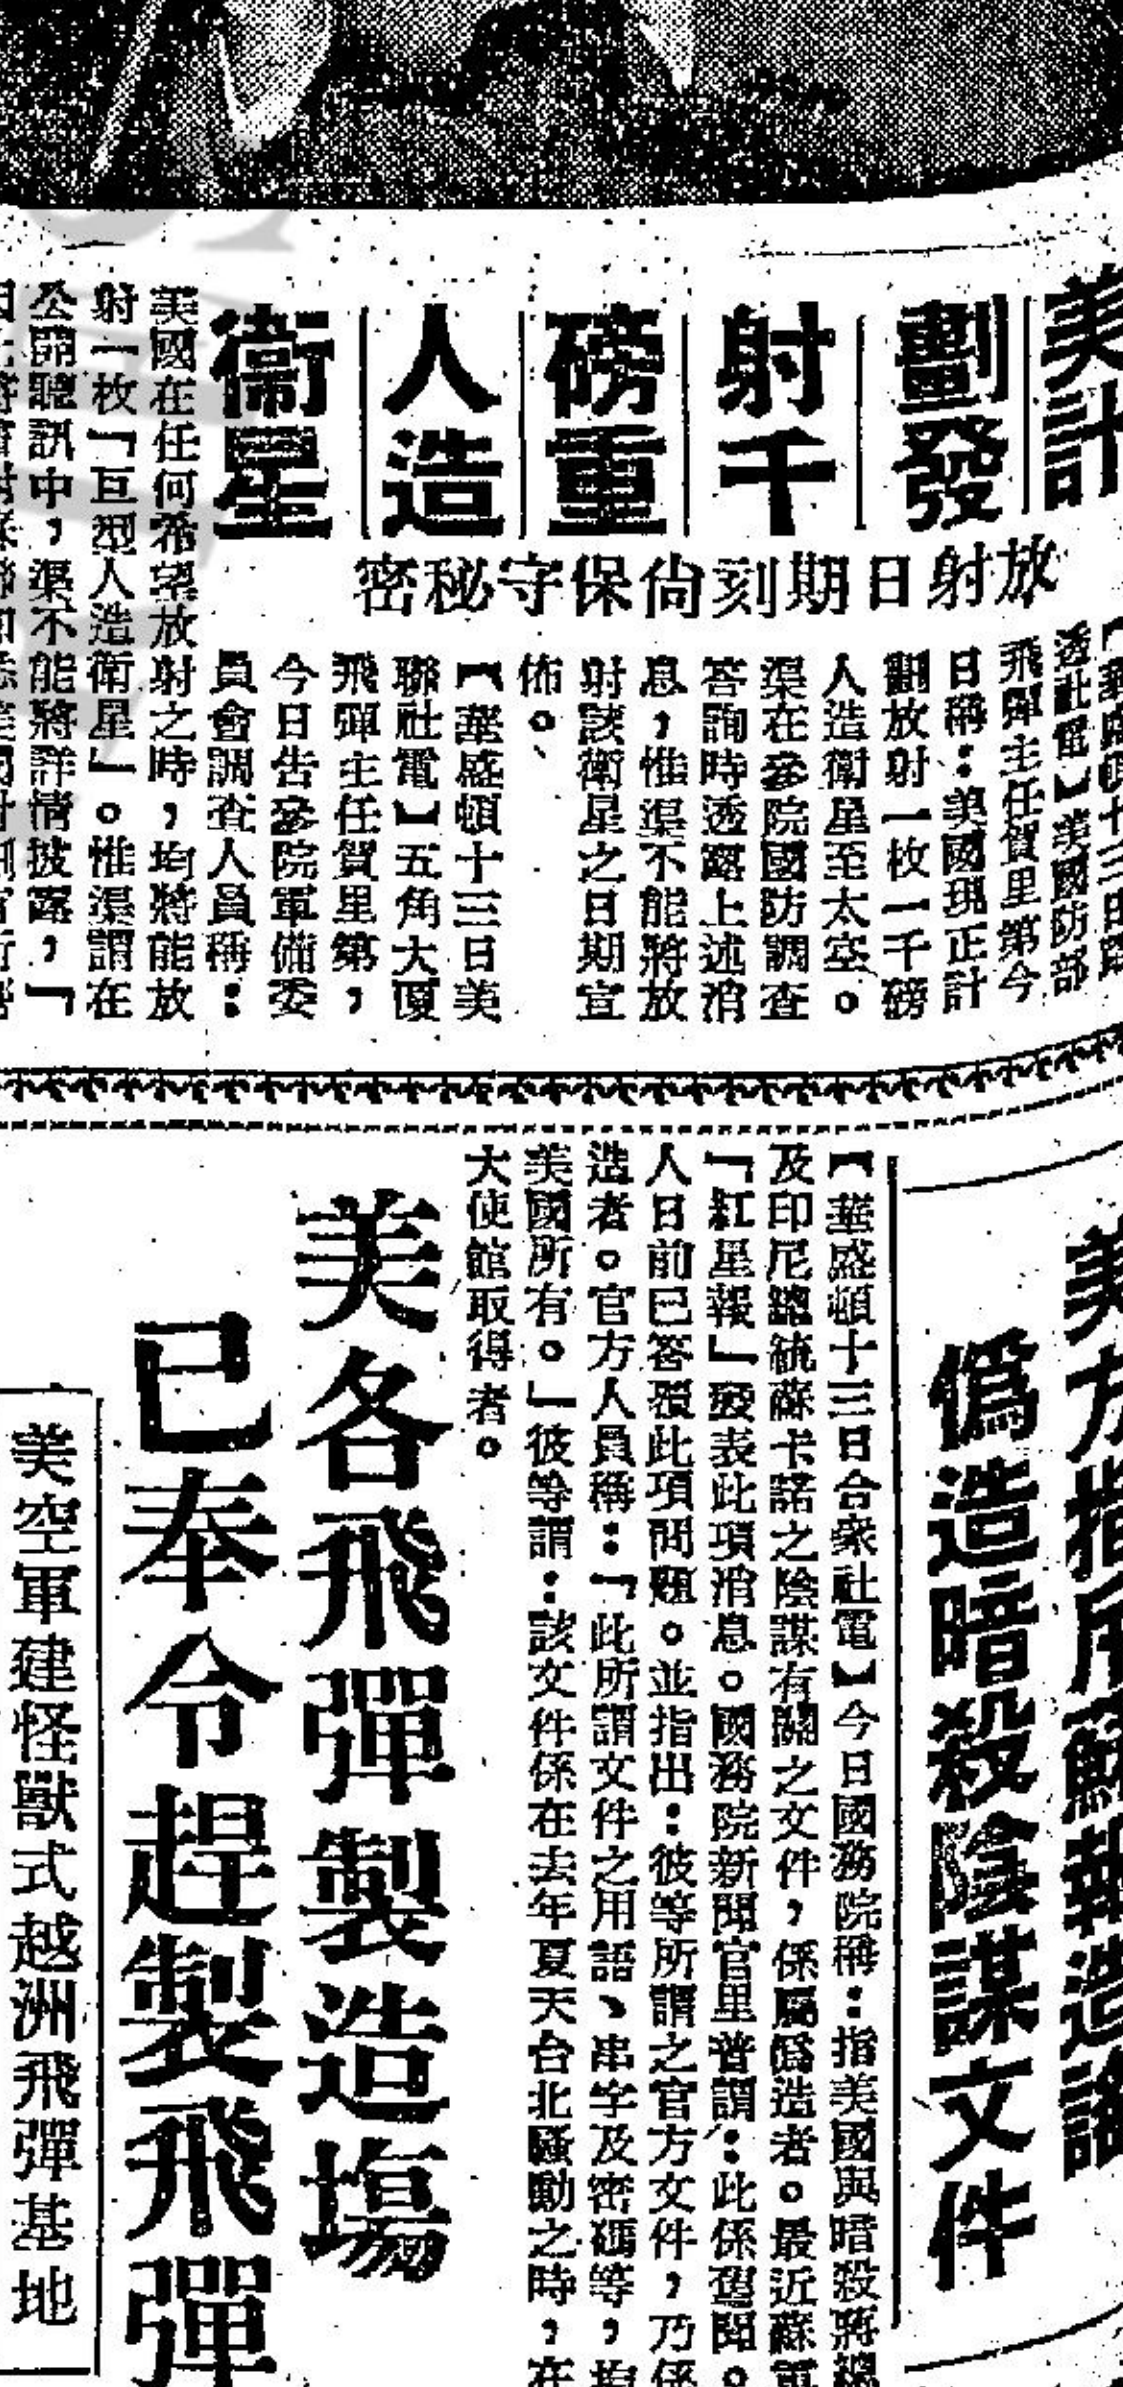 美計
劃發
射千
磅重
人造
衞星
放射日期刻尙保守秘密
透社電】美國防部
飛彈主任賀里第今
日稱：美國現正計
劃放射一枚一千磅
人造衞星至太空。
渠在參院國防調查
答詢時透露上述消
息，惟渠不能將放
射該衞星之日期宣
佈。
【華盛頓十三日美
聯社電】五角大厦
飛彈主任賀里第，
今日告參院軍備委
員會調查人員稱：
美國在任何希望放射之時，均將能放
射一枚「巨型人造衞星」。惟渠謂在
公開聽訊中，渠不能將詳情披露，「
美方指
報造謠
僞造暗殺陰謀文件
【華盛頓十三日合衆社電】今日國務院稱：指美國與暗殺蔣總
及印尼總統蘇卡諾之陰謀有關之文件，係屬僞造者。最近蘇軍
「紅星報」發表此項消息。國務院新聞官里普謂：此係舊聞。
人日前已答覆此項問題。並指出：彼等所謂之官方文件，乃係
造者。官方人員稱：「此所謂文件之用語、串字及密碼等，均
美國所有。」彼等謂：該文件係在去年夏天台北騷動之時，在
大使館取得者。
美各飛彈製造塲
已奉令趕製飛彈
美空軍建怪獸式越洲飛彈基地